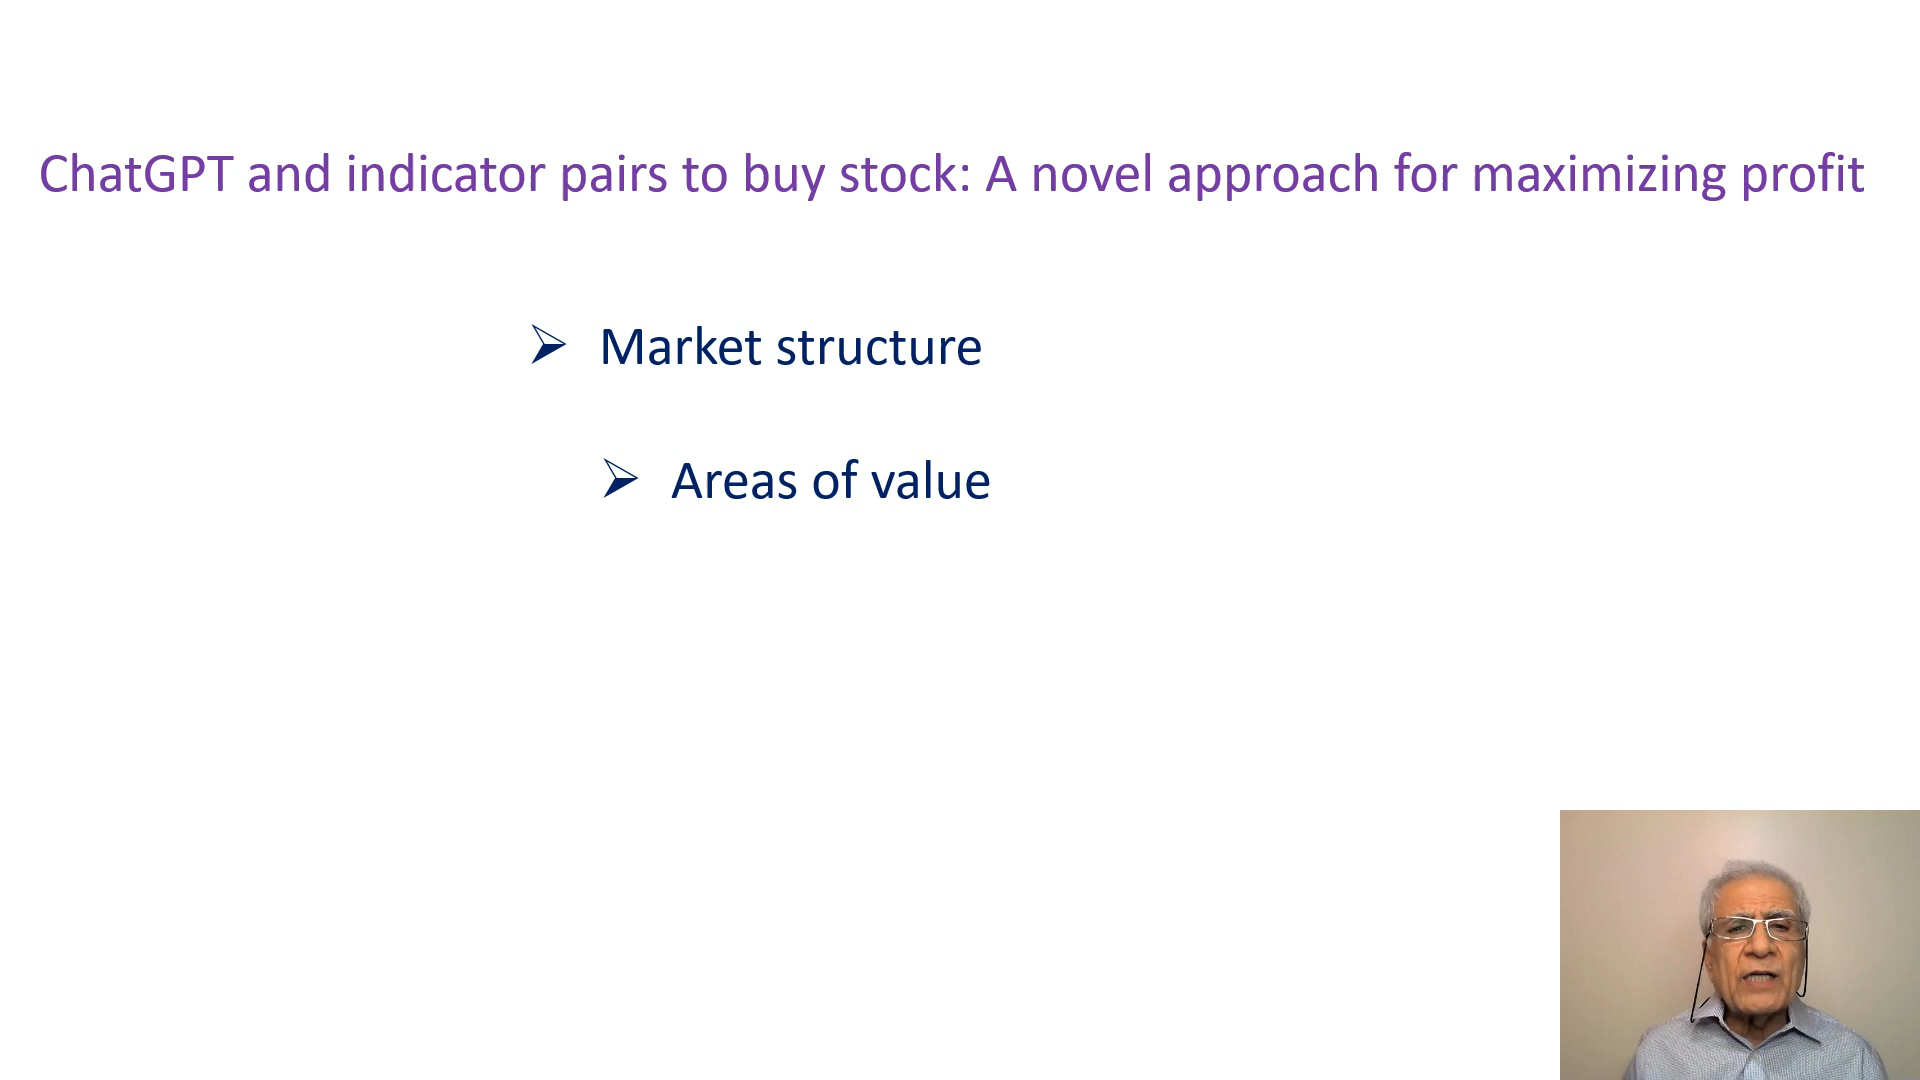 ChatGPT and indicator pairs to buy stock: A novel approach for maximizing profit
Market structure
Areas of value